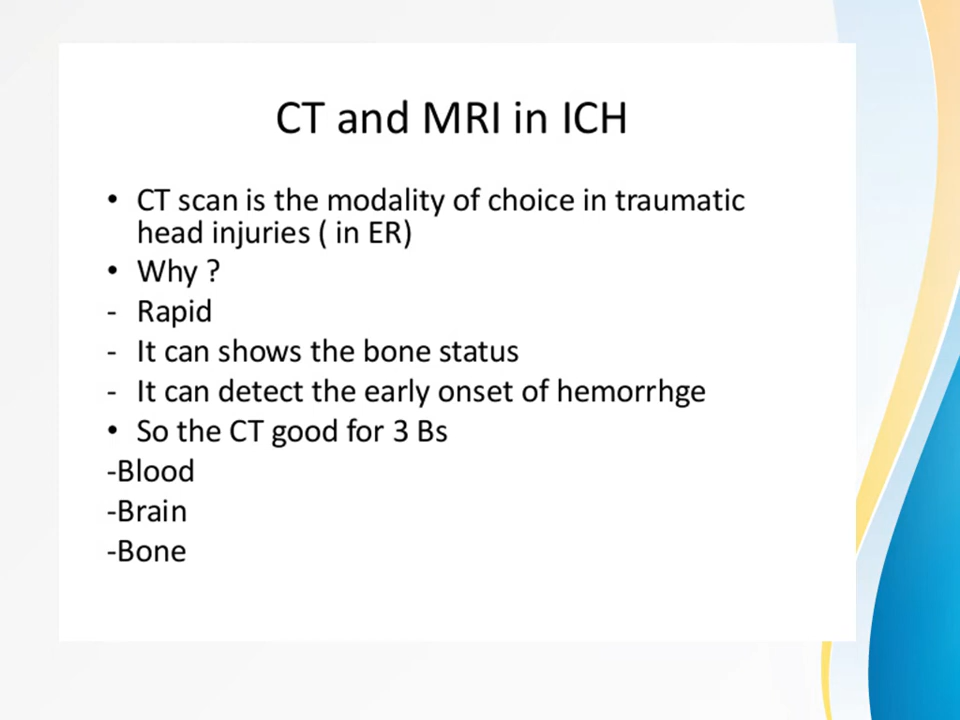 CT and MRI in ICH
• CT scan is the modality of choice in traumatic
head injuries ( in ER)
• Why ?
- Rapid
- It can shows the bone status
- It can detect the early onset of hemorrhge
• So the CT good for 3 Bs
-Blood
-Brain
-Bone